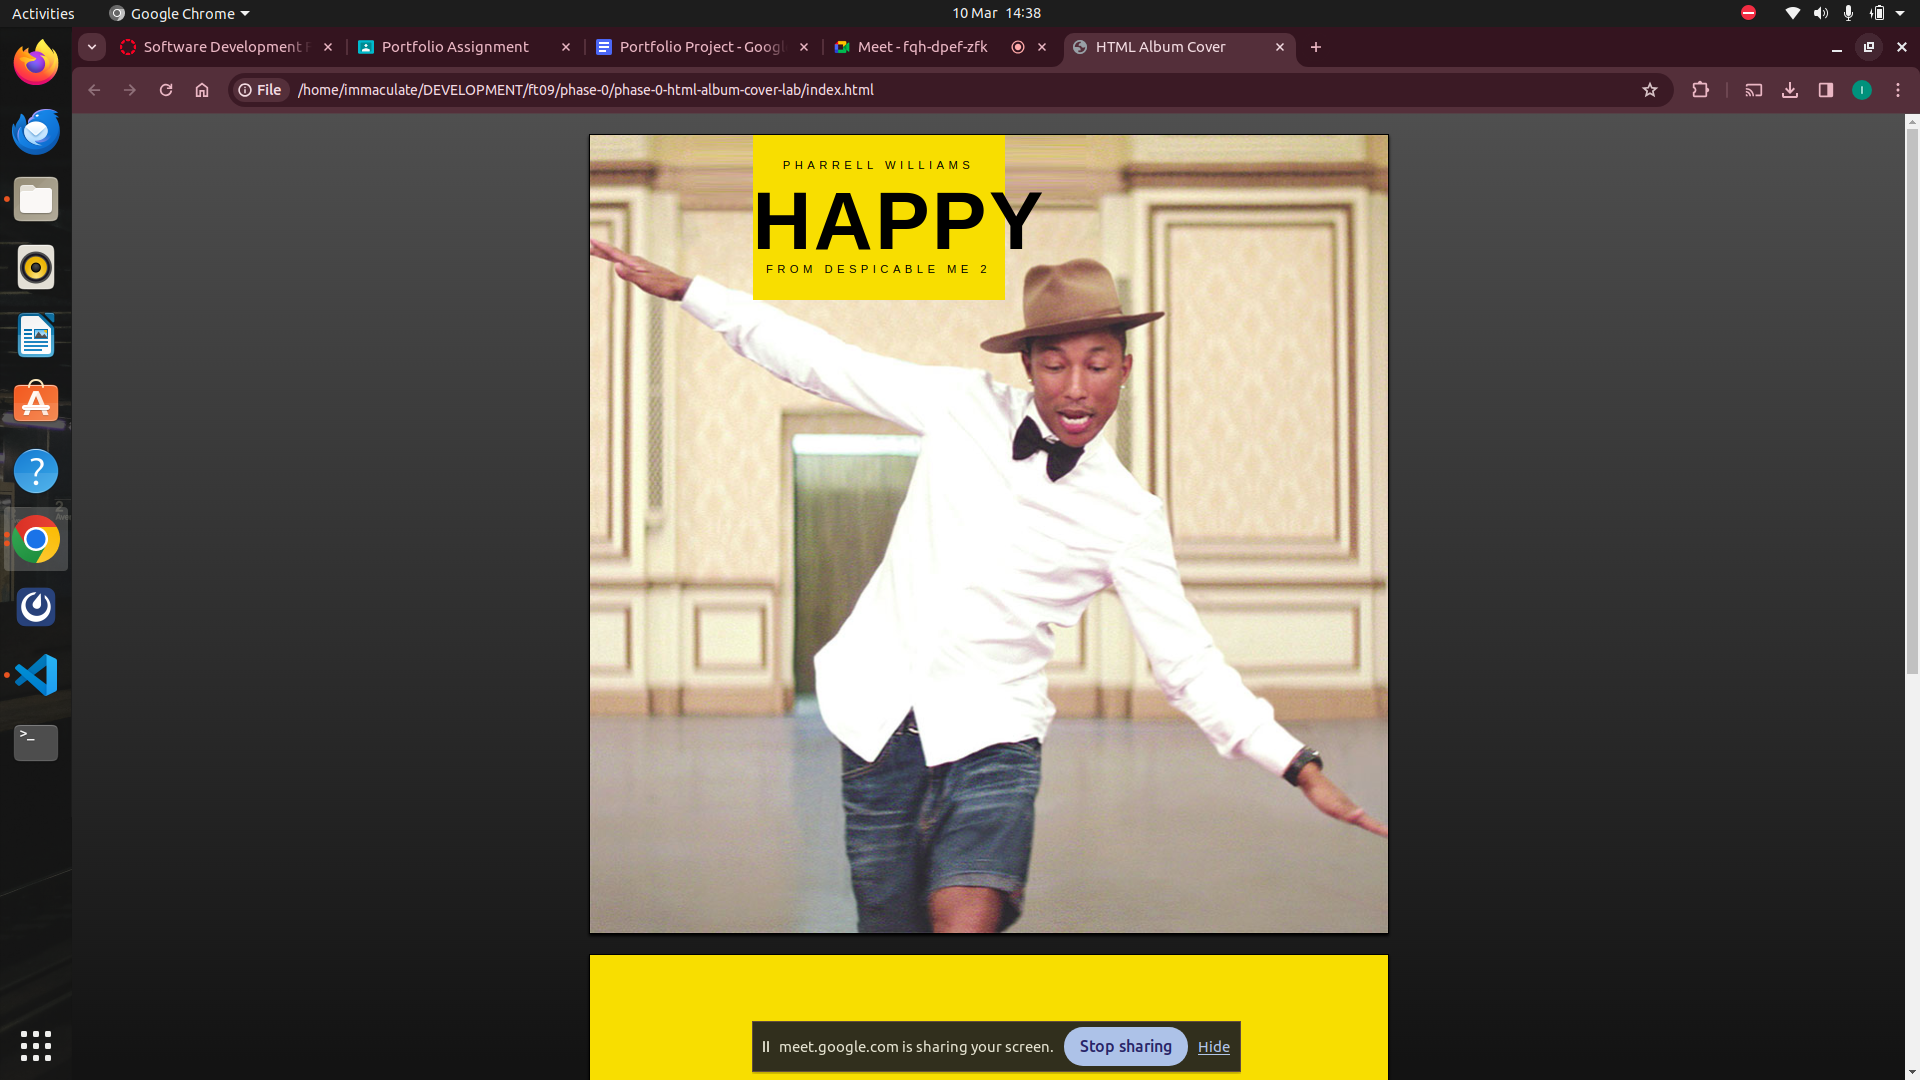 Activities
Google Chrome
10 Mar 14:38
Software Development
Portfolio Assignment
Portfolio Project - Googl
Meet - fqh-dpef-zfk
HTML Album Cover
File
/home/immaculate/DEVELOPMENT/ft09/phase-0/phase-0-html-album-cover-lab/index.html
I
PHARRELL WILLIAMS
HAPPY
FROM DESPICABLE ME 2
meet.google.com is sharing your screen.
Stop sharing
Hide